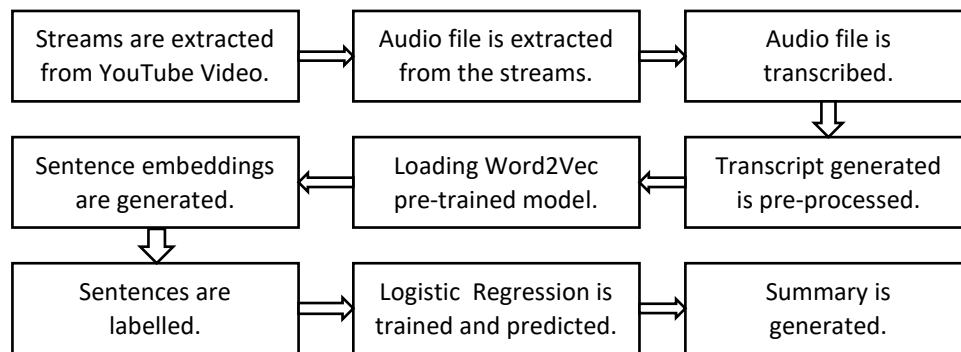 Streams are extracted
from YouTube Video.
Audio file is extracted
from the streams.
Audio file is
transcribed.
Transcript generated
is pre-processed.
Loading Word2Vec
pre-trained model.
Sentence embeddings
are generated.
Sentences are
labelled.
Logistic Regression is
trained and predicted.
Summary is
generated.